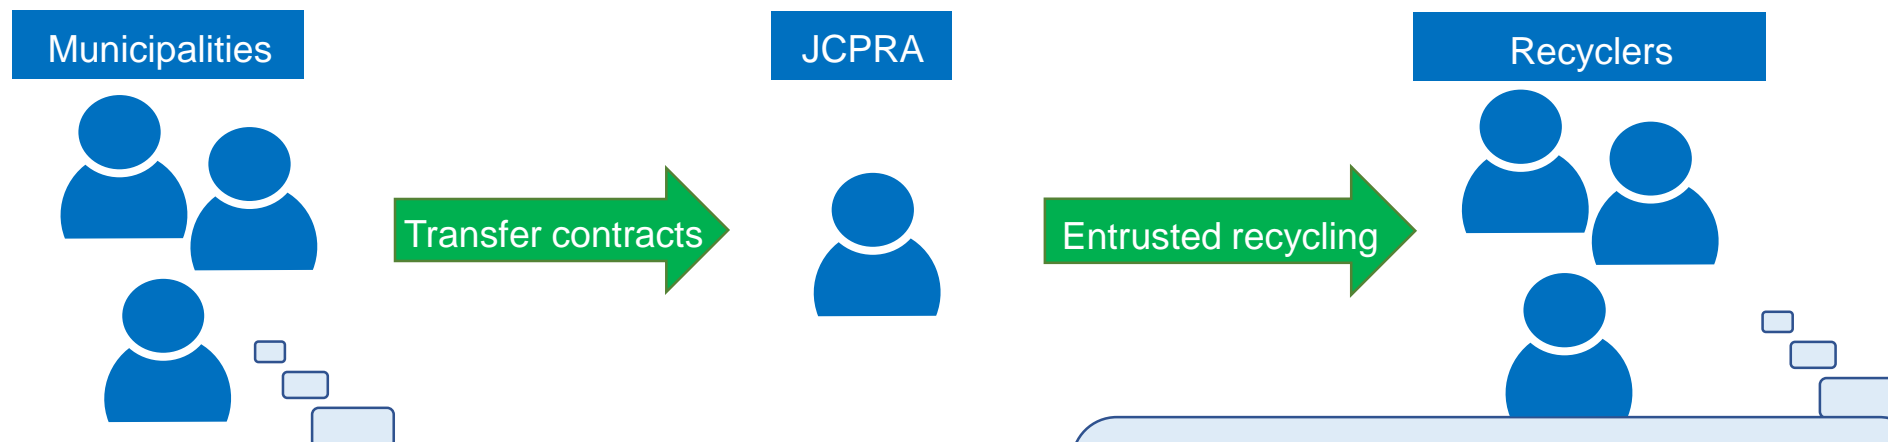 Municipalities
JCPRA
Recyclers
Transfer contracts
Entrusted recycling